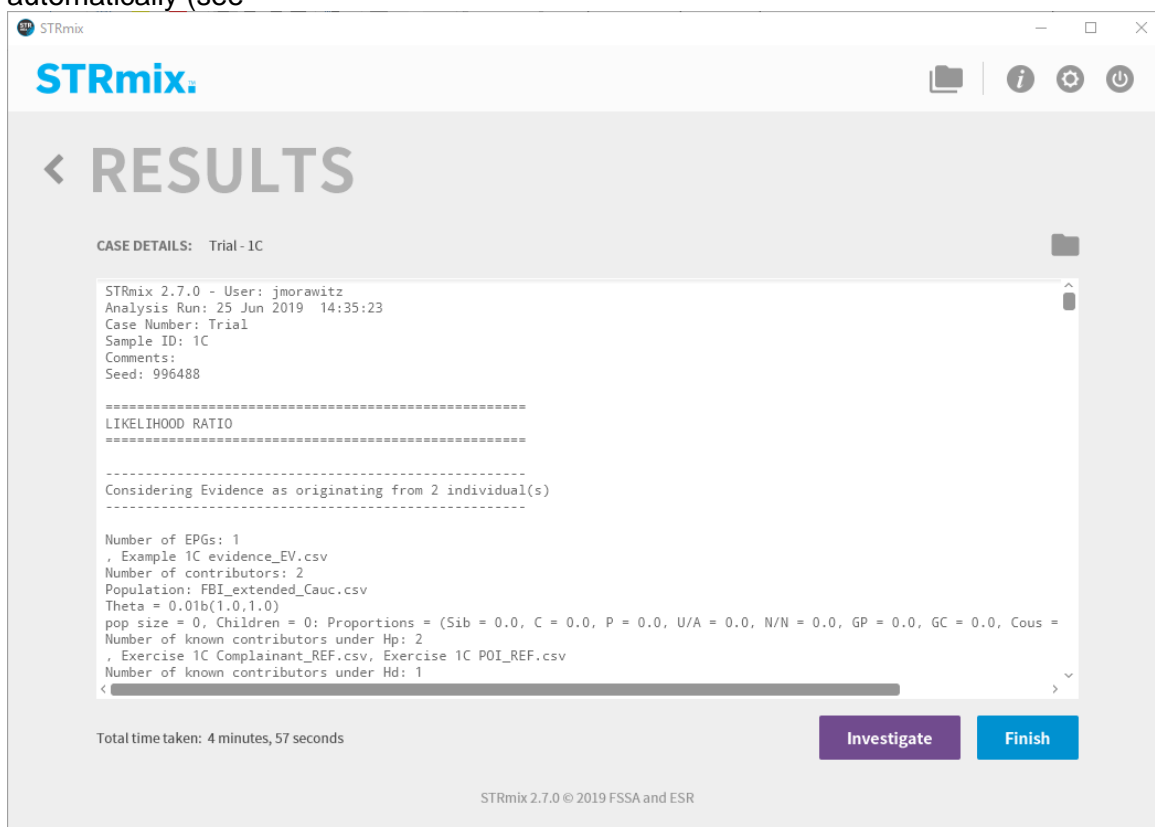 automatically (see
STRmix
STRmix.™
< RESULTS
CASE DETAILS: Trial - 1C
STRmix 2.7.0 - User: jmorawitz
Analysis Run: 25 Jun 2019  14:35:23
Case Number: Trial
Sample ID: 1C
Comments:
Seed: 996488
=====================================================
LIKELIHOOD RATIO
=====================================================
-----------------------------------------------------
Considering Evidence as originating from 2 individual(s)
-----------------------------------------------------
Number of EPGs: 1
, Example 1C evidence_EV.csv
Number of contributors: 2
Population: FBI_extended_Cauc.csv
Theta = 0.01b(1.0,1.0)
pop size = 0, Children = 0: Proportions = (Sib = 0.0, C = 0.0, P = 0.0, U/A = 0.0, N/N = 0.0, GP = 0.0, GC = 0.0, Cous =
Number of known contributors under Hp: 2
, Exercise 1C Complainant_REF.csv, Exercise 1C POI_REF.csv
Number of known contributors under Hd: 1
Total time taken: 4 minutes, 57 seconds
Investigate
Finish
STRmix 2.7.0 © 2019 FSSA and ESR